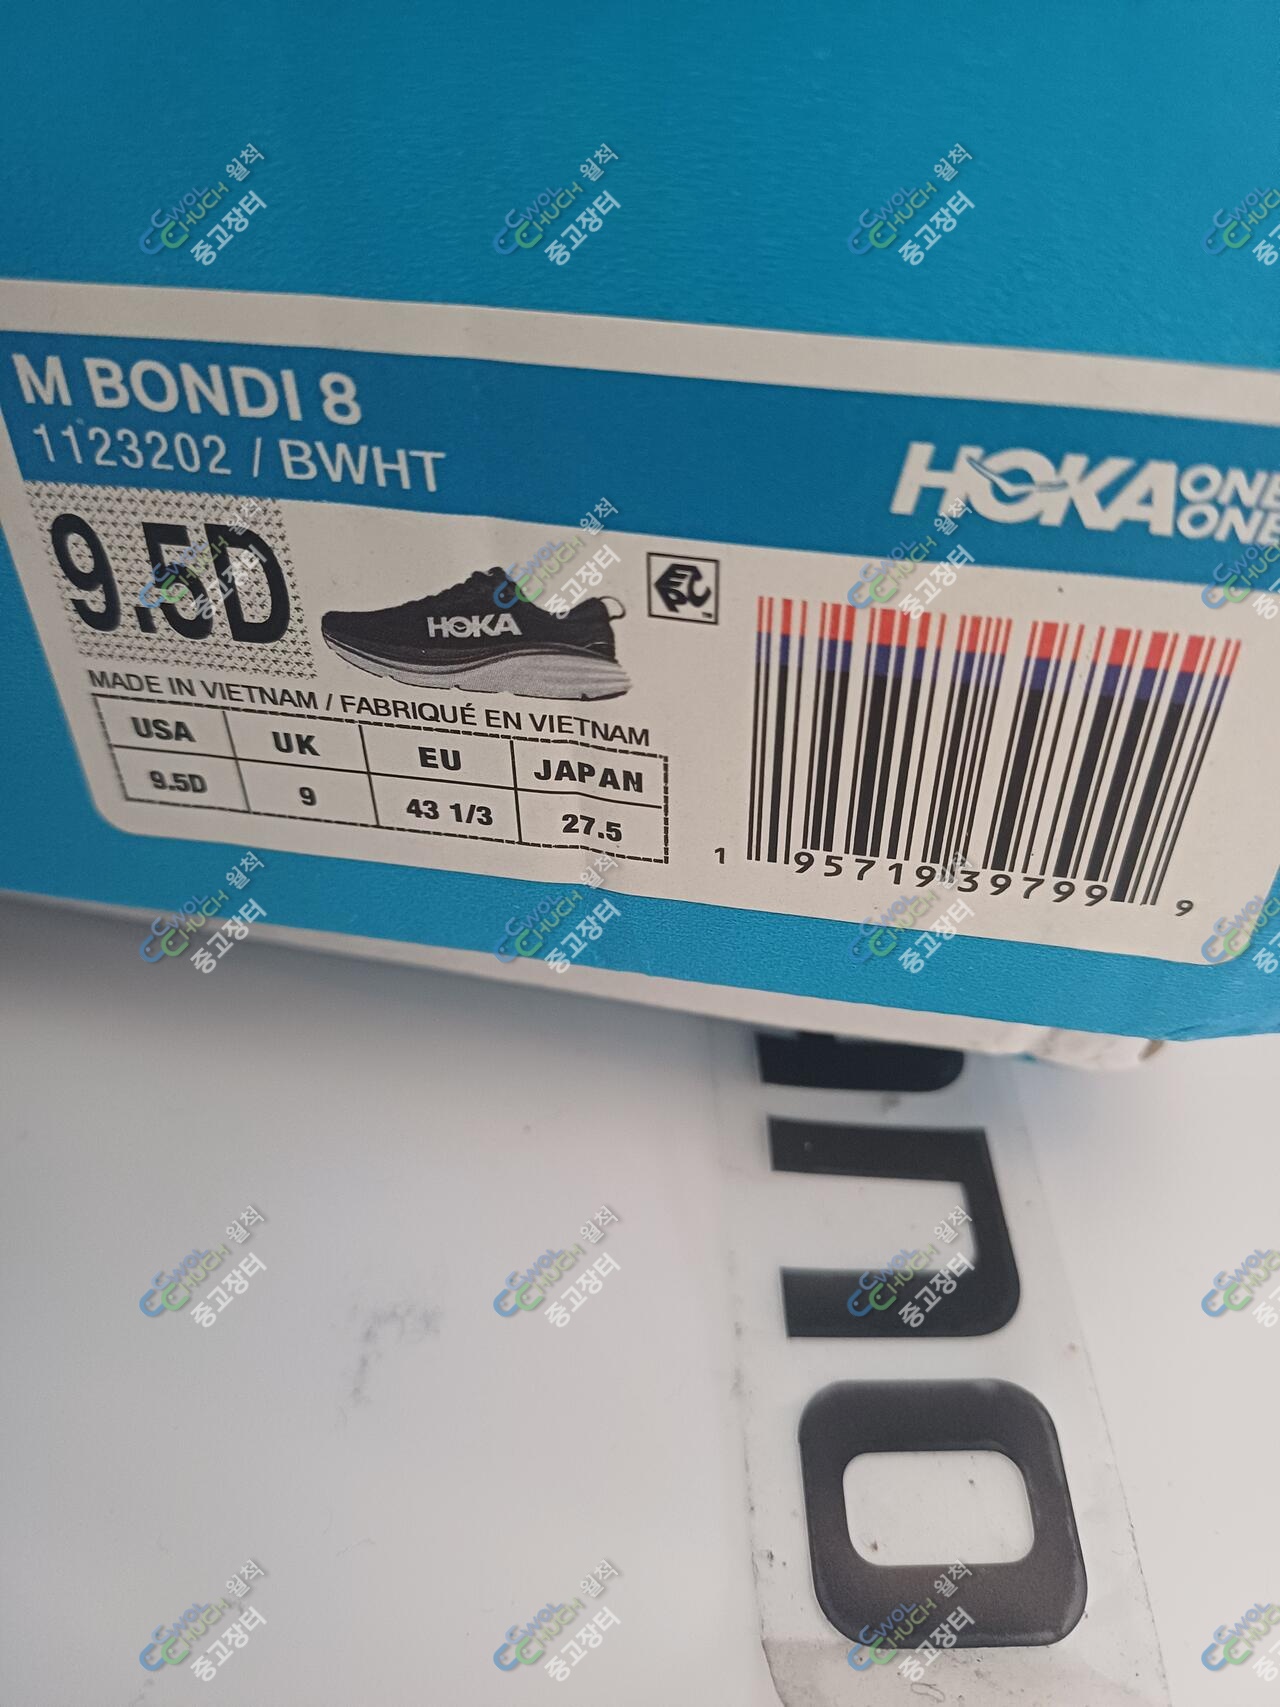 M BONDI 8
1123202 / BWHT
HOKA ONE
ONE
9.5D
HOKA
MADE IN VIETNAM / FABRIQUÉ EN VIETNAM
USA UK EU JAPAN
9.5D 9 43 1/3 27.5
1 95719 39799 9
CWOL
CHUCH 월척
중고장터